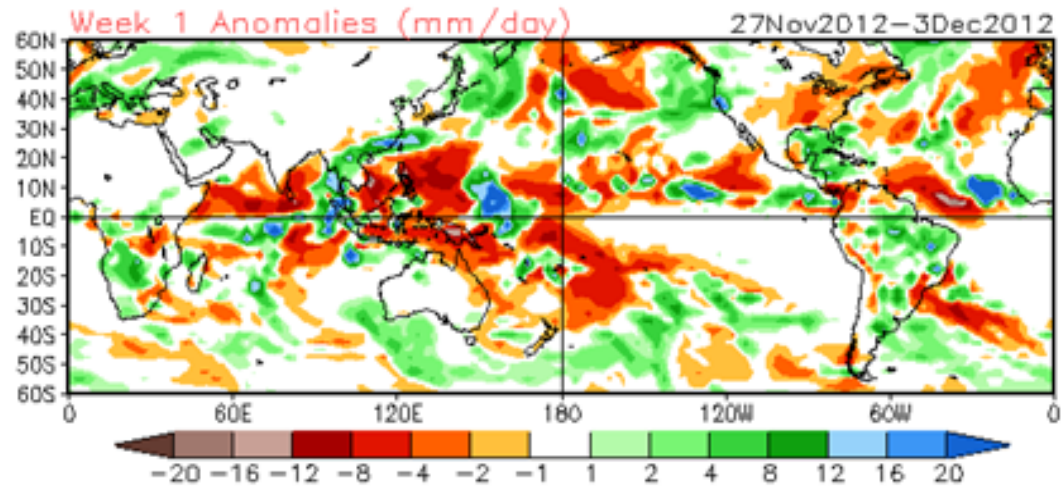 Week 1 Anomalies (mm/day) 27Nov2012-3Dec2012
60N
50N
40N
30N
20N
10N
EQ
10S
20S
30S
40S
50S
60S
0 60E 120E 180 120W 60W 0
-20 -16 -12 -8 -4 -2 -1 1 2 4 8 12 16 20